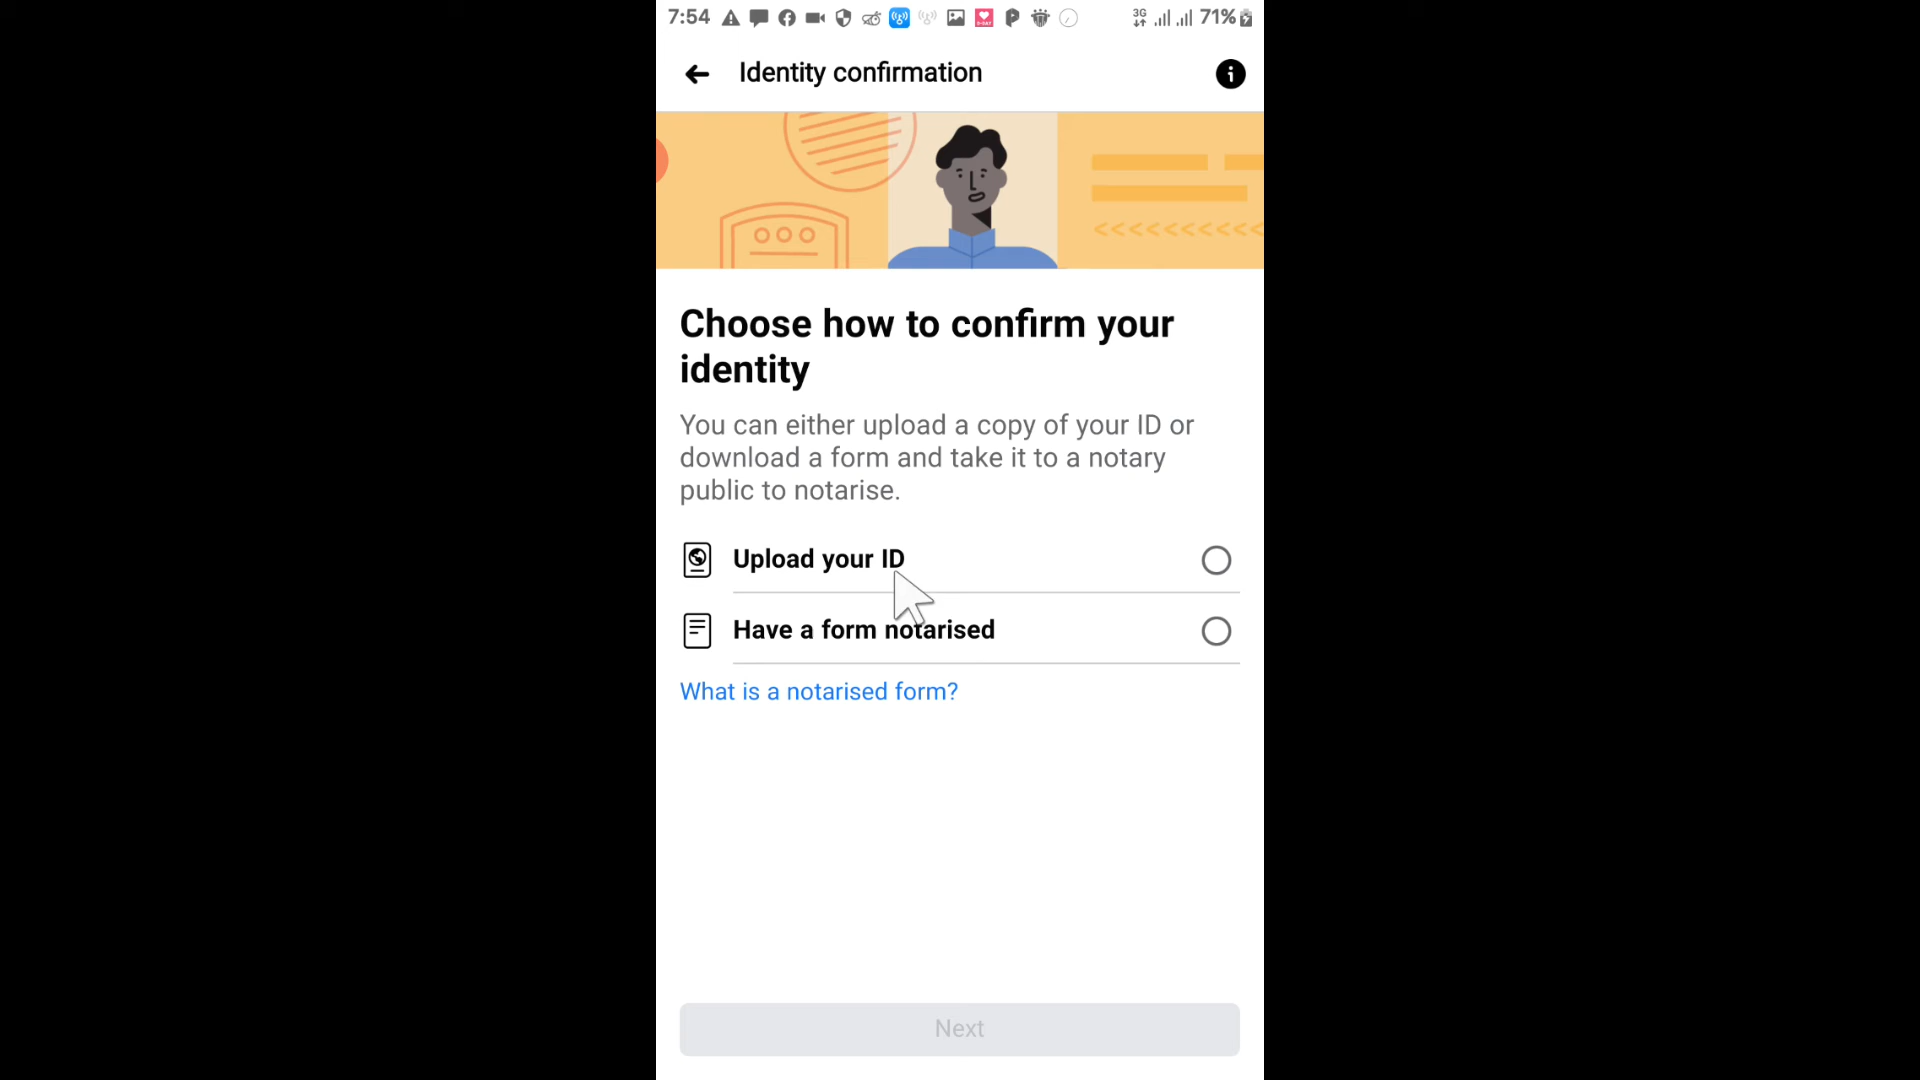 7:54 3G 71%
Identity confirmation
<<<<<<<<<<
Choose how to confirm your
identity
You can either upload a copy of your ID or
download a form and take it to a notary
public to notarise.
Upload your ID
Have a form notarised
What is a notarised form?
Next